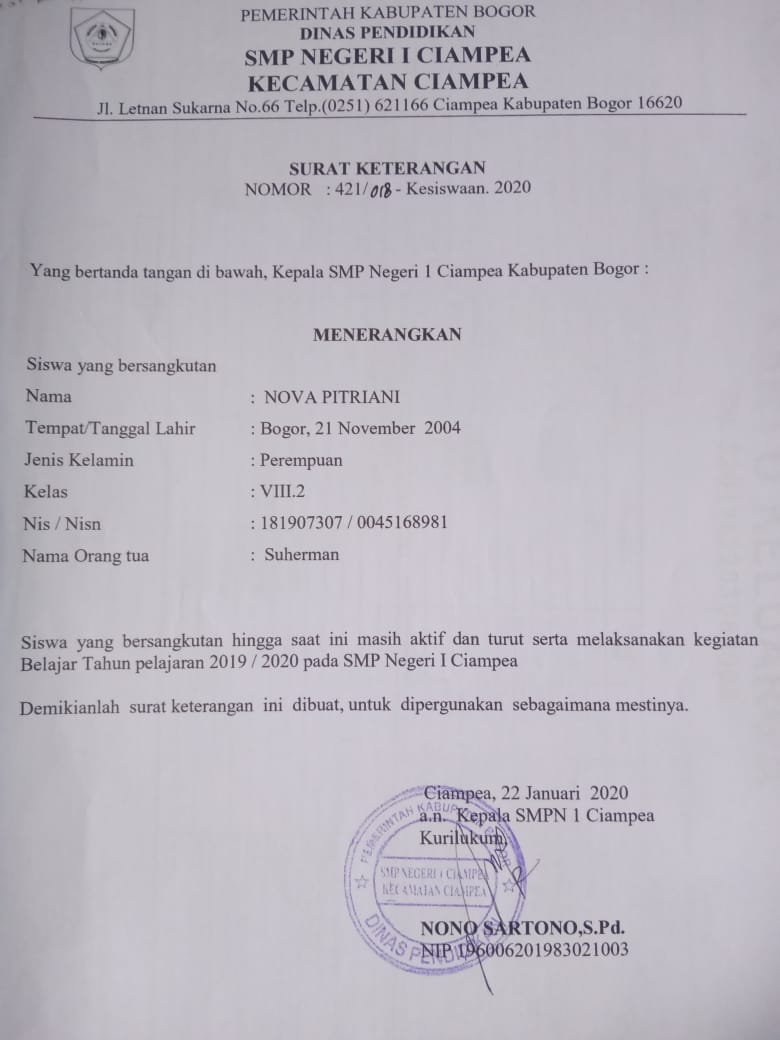 PEMERINTAH KABUPATEN BOGOR
DINAS PENDIDIKAN
SMP NEGERI I CIAMPEA
KECAMATAN CIAMPEA
Jl. Letnan Sukarna No.66 Telp.(0251) 621166 Ciampea Kabupaten Bogor 16620
SURAT KETERANGAN
NOMOR : 421/018 - Kesiswaan. 2020
Yang bertanda tangan di bawah, Kepala SMP Negeri 1 Ciampea Kabupaten Bogor :
MENERANGKAN
Siswa yang bersangkutan
Nama : NOVA PITRIANI
Tempat/Tanggal Lahir : Bogor, 21 November 2004
Jenis Kelamin : Perempuan
Kelas : VIII.2
Nis / Nisn : 181907307 / 0045168981
Nama Orang tua : Suherman
Siswa yang bersangkutan hingga saat ini masih aktif dan turut serta melaksanakan kegiatan
Belajar Tahun pelajaran 2019 / 2020 pada SMP Negeri I Ciampea
Demikianlah surat keterangan ini dibuat, untuk dipergunakan sebagaimana mestinya.
Ciampea, 22 Januari 2020
a.n. Kepala SMPN 1 Ciampea
Kurilukum,
PEMERINTAH KABUPATEN BOGOR
SMP NEGERI 1 CIAMPEA
KECAMATAN CIAMPEA
DINAS PENDIDIKAN
NONO SARTONO,S.Pd.
NIP 196006201983021003